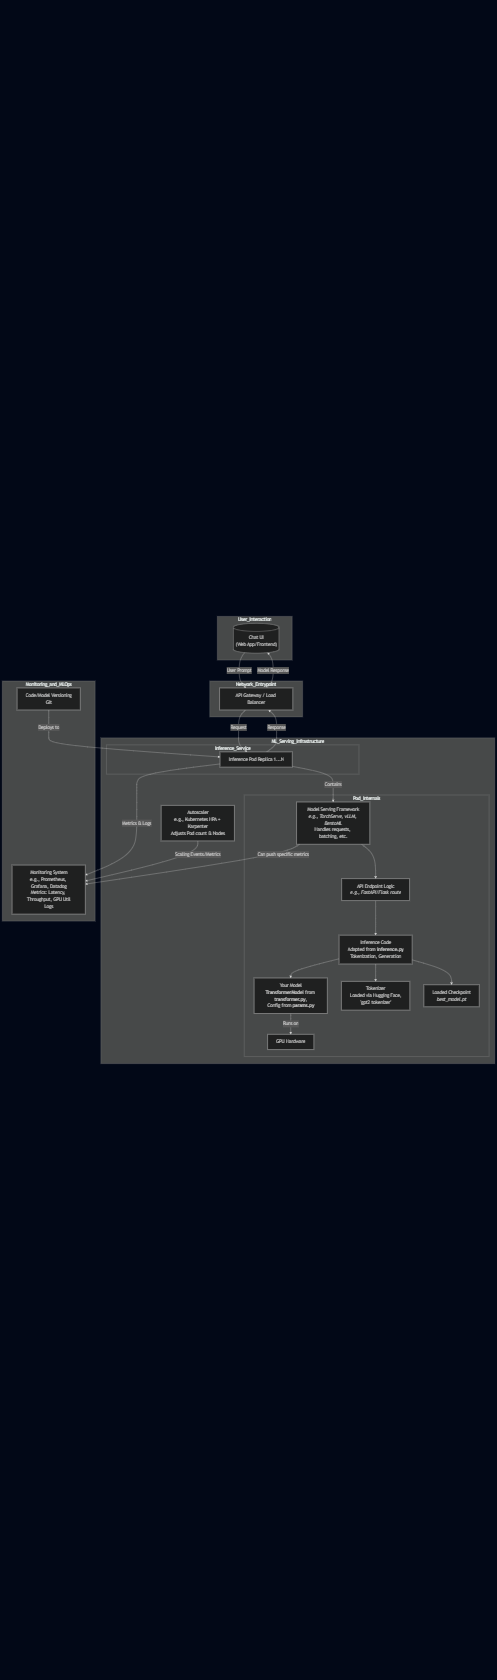 User_Interaction
Chat UI
(Web App/Frontend)
User Prompt
Model Response
Monitoring_and_MLOps
Code/Model Versioning
Git
Deploys to
Network_Entrypoint
API Gateway / Load
Balancer
Request
Response
ML_Serving_Infrastructure
Inference_Service
Inference Pod Replica 1...N
Contains
Pod_Internals
Model Serving Framework
e.g., TorchServe, vLLM,
BentoML
Handles requests,
batching, etc.
Autoscaler
e.g., Kubernetes HPA +
Karpenter
Adjusts Pod count & Nodes
Metrics & Logs
Scaling Events/Metrics
Can push specific metrics
Monitoring System
e.g., Prometheus,
Grafana, Datadog
Metrics: Latency,
Throughput, GPU Util
Logs
API Endpoint Logic
e.g., FastAPI/Flask route
Inference Code
Adapted from inference.py
Tokenization, Generation
Your Model
TransformerModel from
transformer.py,
Config from params.py
Tokenizer
Loaded via Hugging Face,
'gpt2 tokenizer'
Loaded Checkpoint
best_model.pt
Runs on
GPU Hardware